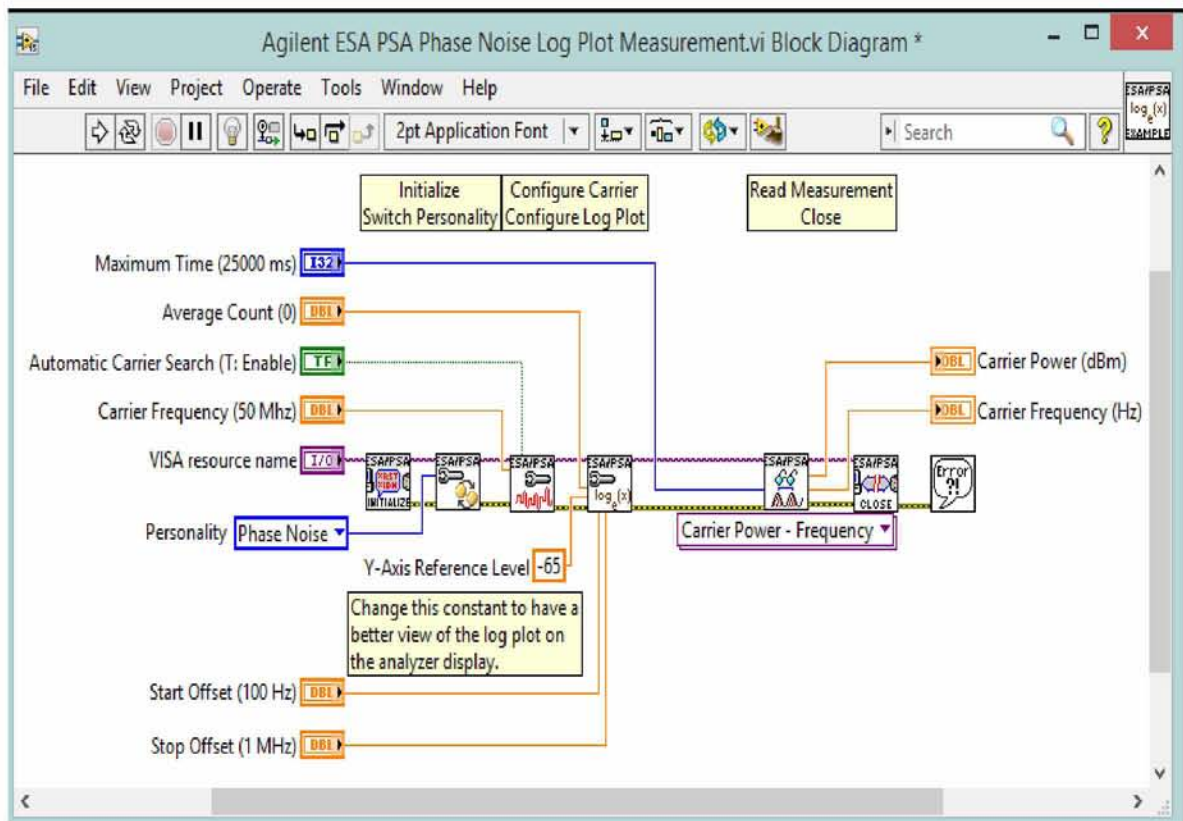 Agilent ESA PSA Phase Noise Log Plot Measurement.vi Block Diagram *
File Edit View Project Operate Tools Window Help
2pt Application Font
Search
ESA/PSA
log e(x)
EXAMPLE
Initialize
Switch Personality
Configure Carrier
Configure Log Plot
Read Measurement
Close
Maximum Time (25000 ms) I32
Average Count (0) DBL
Automatic Carrier Search (T: Enable) TF
Carrier Frequency (50 Mhz) DBL
DBL Carrier Power (dBm)
DBL Carrier Frequency (Hz)
VISA resource name I/O
ESA/PSA
INITIALIZE
ESA/PSA
ESA/PSA
ESA/PSA
log e(x)
ESA/PSA
ESA/PSA
CLOSE
Error
?!
Personality Phase Noise
Carrier Power - Frequency
Y-Axis Reference Level -65
Change this constant to have a
better view of the log plot on
the analyzer display.
Start Offset (100 Hz) DBL
Stop Offset (1 MHz) DBL